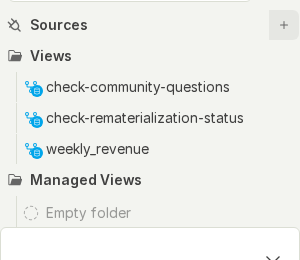 Sources
Views
check-community-questions
check-rematerialization-status
weekly_revenue
Managed Views
Empty folder